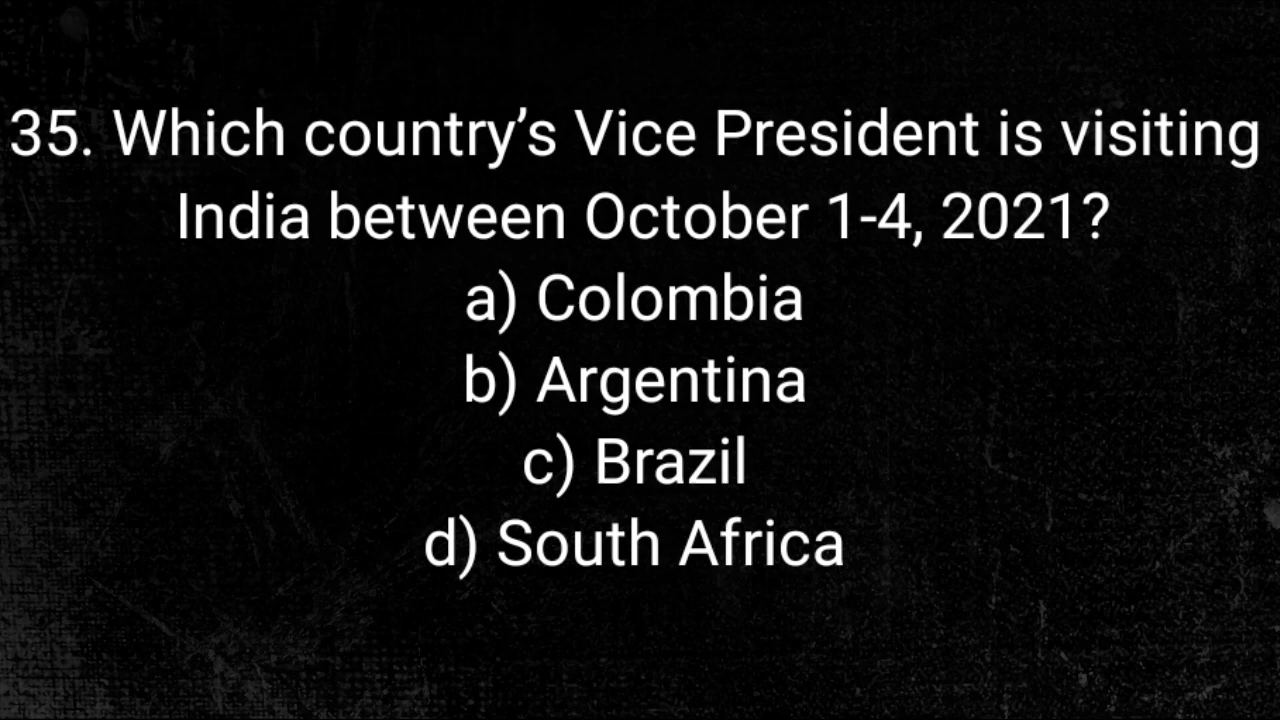 35. Which country’s Vice President is visiting
India between October 1-4, 2021?
a) Colombia
b) Argentina
c) Brazil
d) South Africa